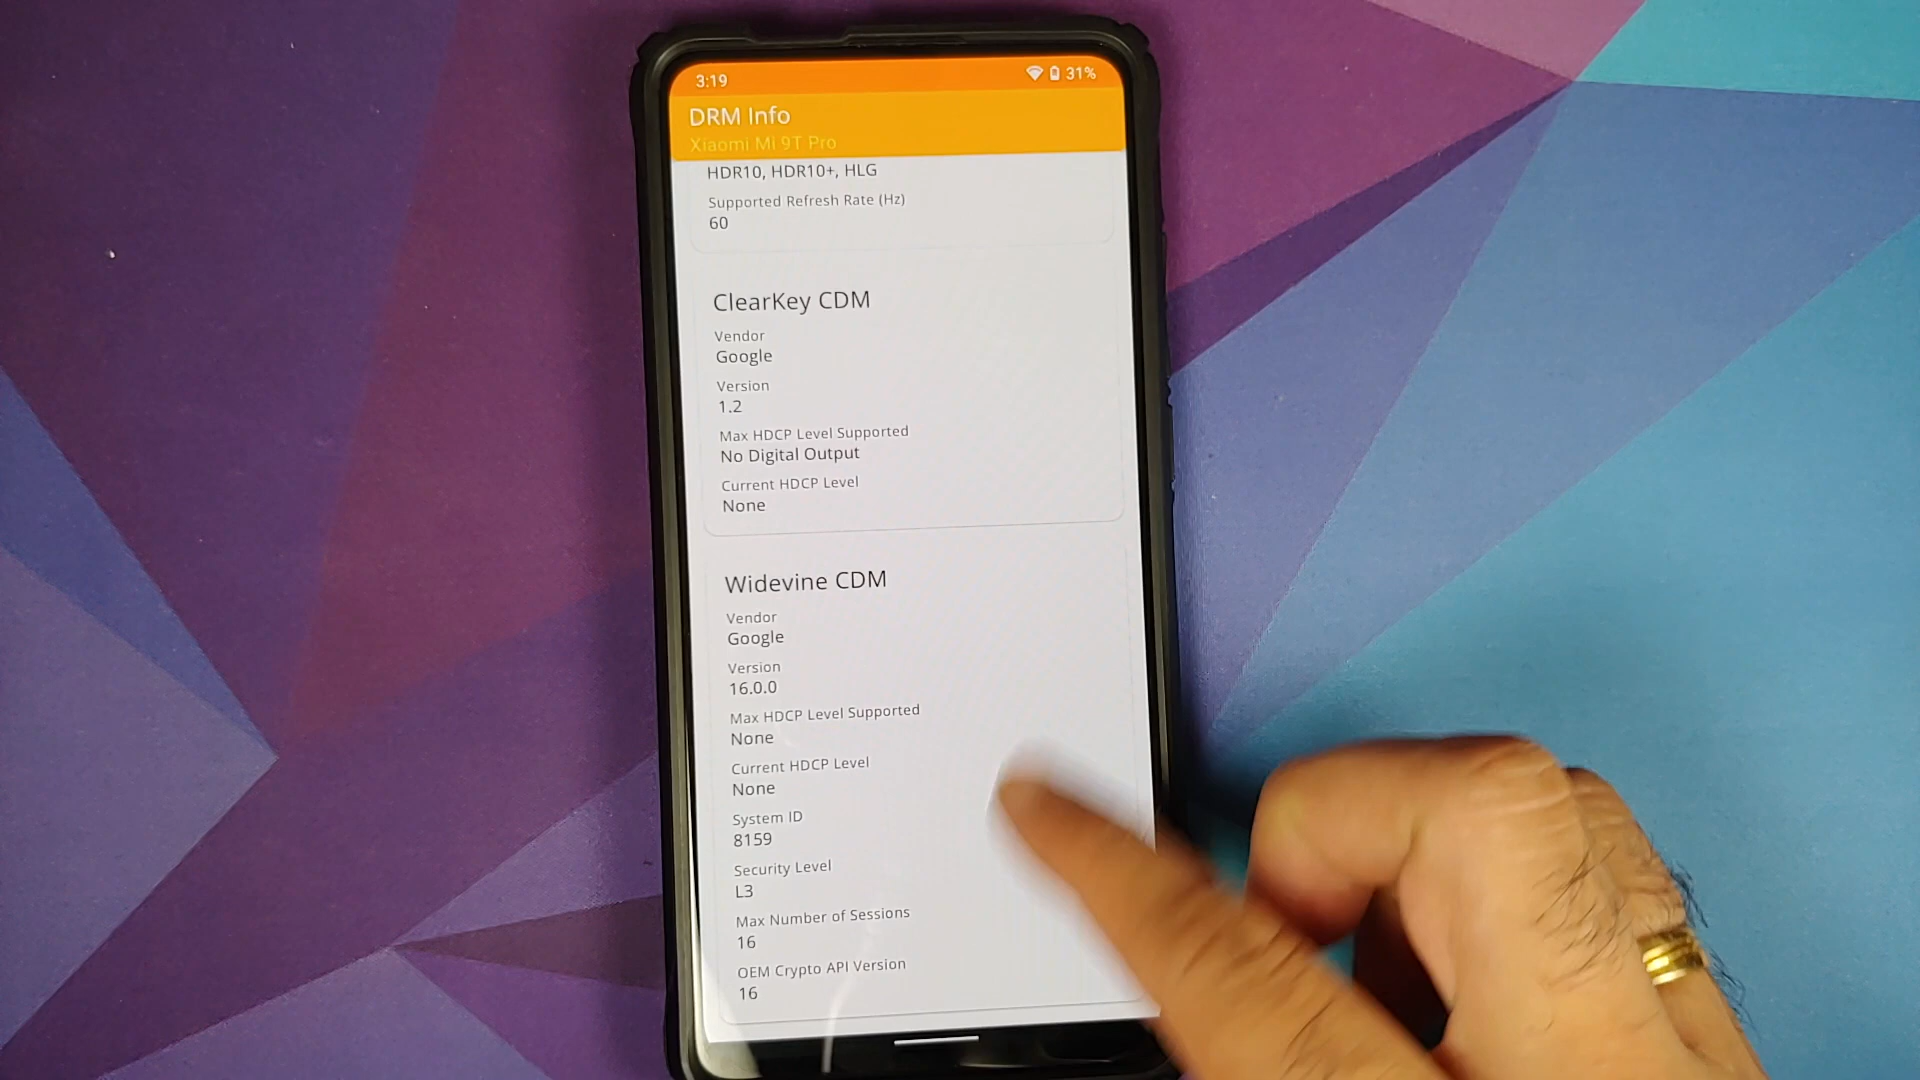 3:19
31%
DRM Info
Xiaomi Mi 9T Pro
HDR10, HDR10+, HLG
Supported Refresh Rate (Hz)
60
ClearKey CDM
Vendor
Google
Version
1.2
Max HDCP Level Supported
No Digital Output
Current HDCP Level
None
Widevine CDM
Vendor
Google
Version
16.0.0
Max HDCP Level Supported
None
Current HDCP Level
None
System ID
8159
Security Level
L3
Max Number of Sessions
16
OEM Crypto API Version
16